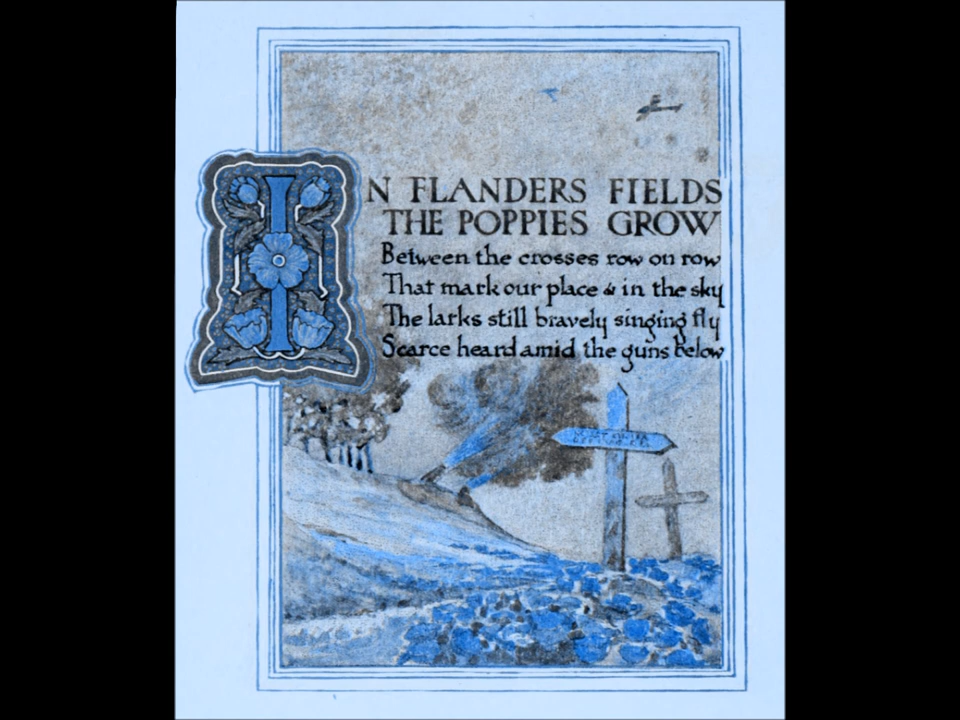 IN FLANDERS FIELDS
THE POPPIES GROW
Between the crosses row on row
That mark our place & in the sky
The larks still bravely singing fly
Scarce heard amid the guns below